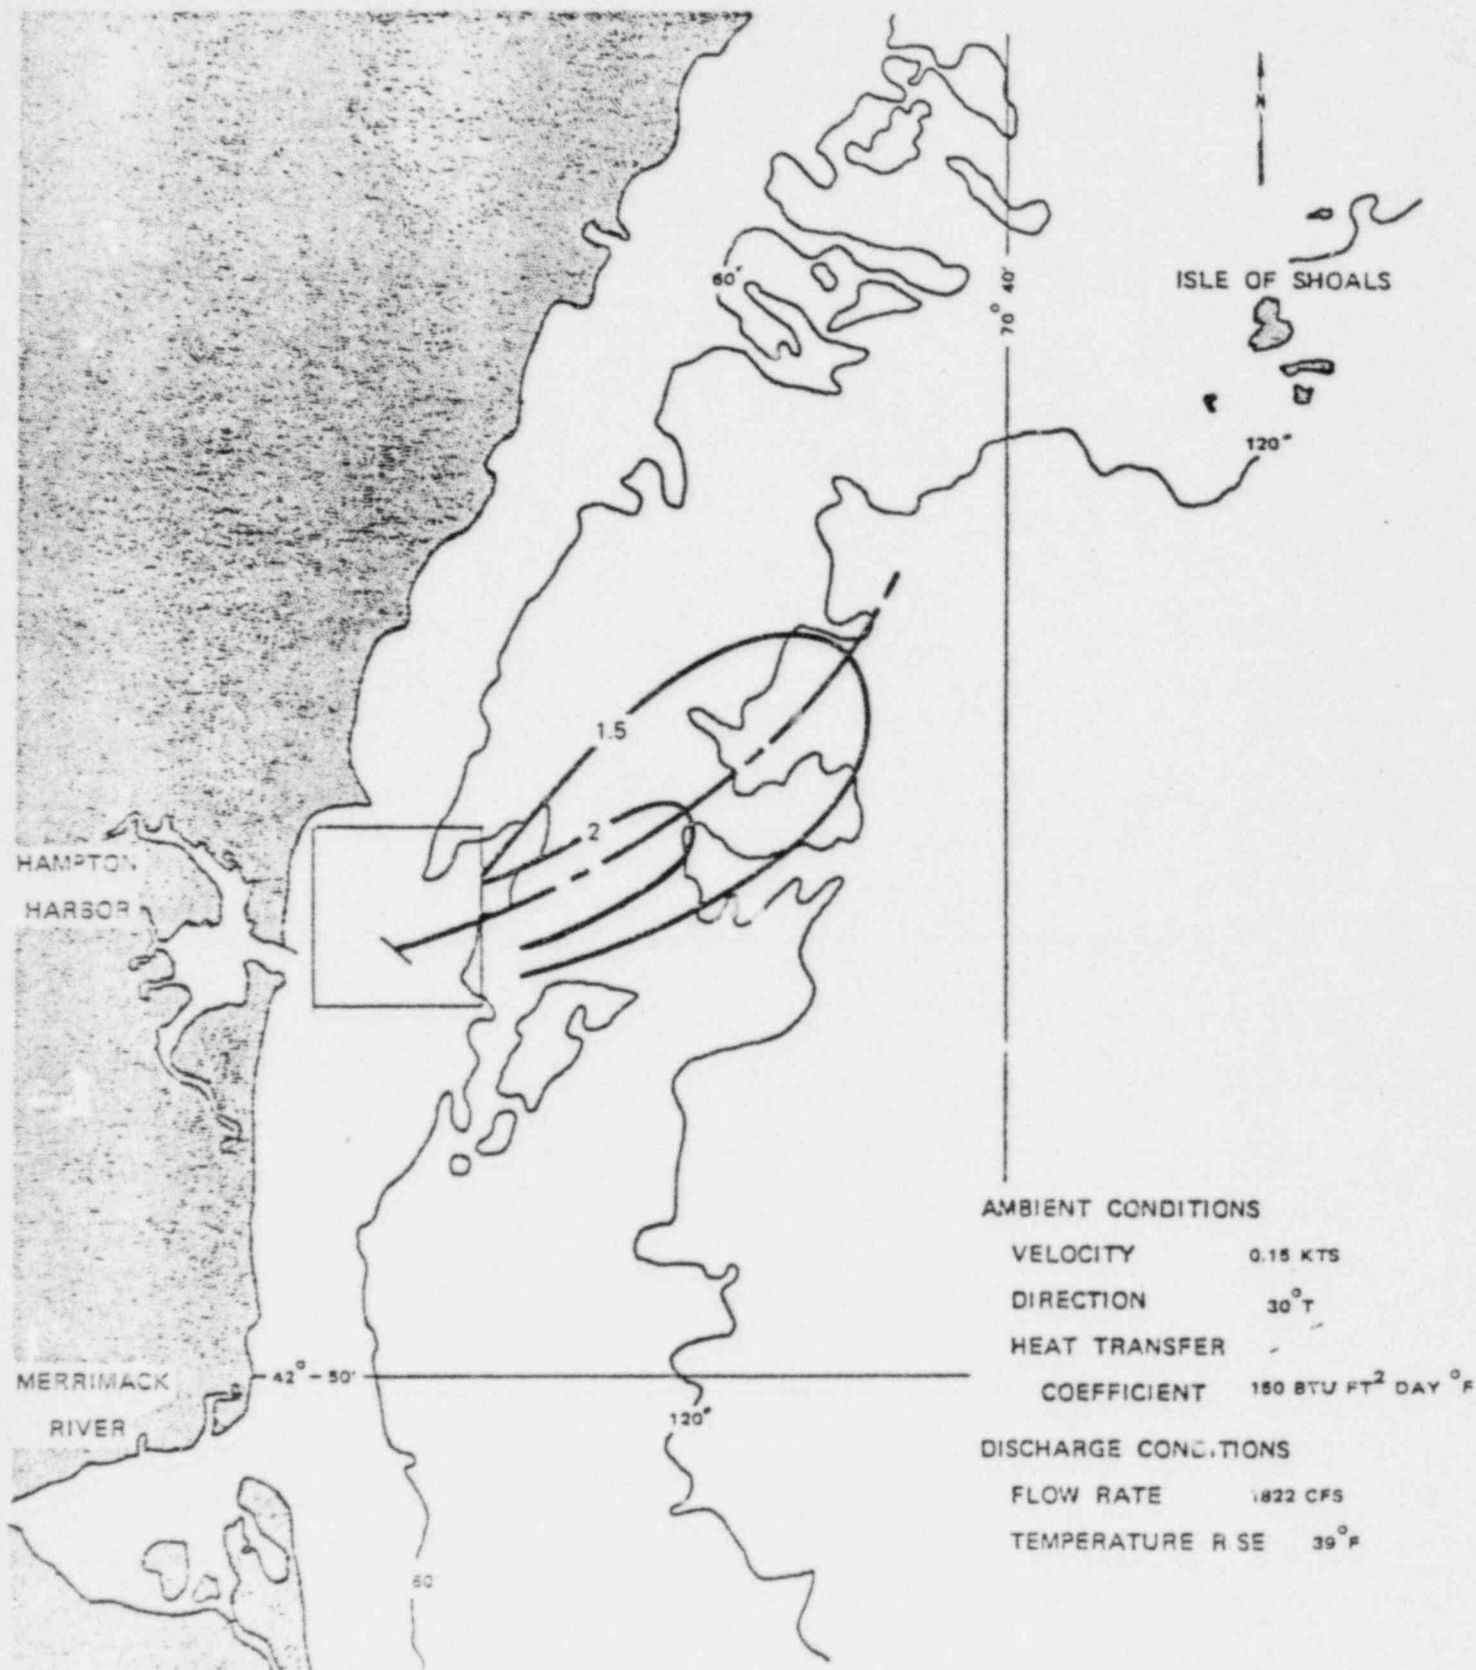 N
ISLE OF SHOALS
60'
70° 40'
120'
1.5
2
HAMPTON
HARBOR
AMBIENT CONDITIONS
VELOCITY 0.15 KTS
DIRECTION 30°T
HEAT TRANSFER
COEFFICIENT 150 BTU FT² DAY °F
MERRIMACK
RIVER
42° - 50'
120'
DISCHARGE CONDITIONS
FLOW RATE 1822 CFS
TEMPERATURE R SE 39°F
60